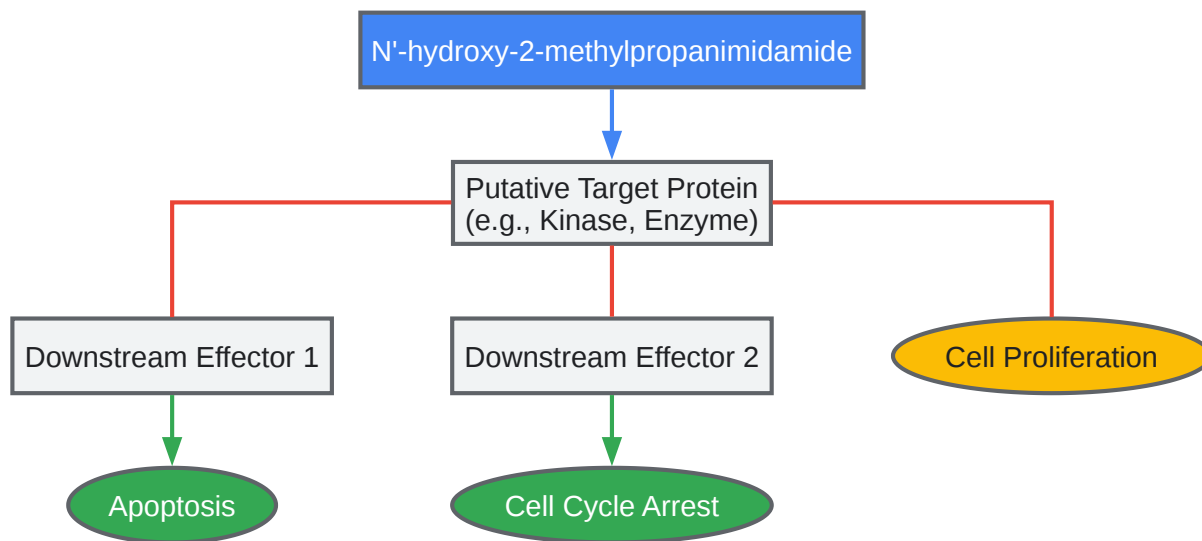 N'-hydroxy-2-methylpropanimidamide
Putative Target Protein
(e.g., Kinase, Enzyme)
Downstream Effector 1
Downstream Effector 2
Cell Proliferation
Apoptosis
Cell Cycle Arrest